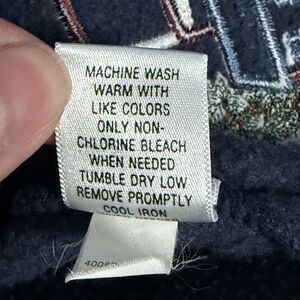 MACHINE WASH
WARM WITH
LIKE COLORS
ONLY NON-
CHLORINE BLEACH
WHEN NEEDED
TUMBLE DRY LOW
REMOVE PROMPTLY
COOL IRON